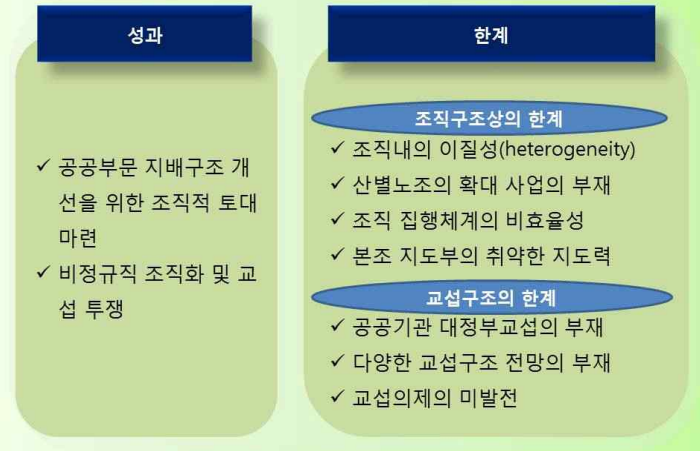 성과
공공부문 지배구조 개
선을 위한 조직적 토대
마련
비정규직 조직화 및 교
섭 투쟁
한계
조직구조상의 한계
조직내의 이질성(heterogeneity)
산별노조의 확대 사업의 부재
조직 집행체계의 비효율성
본조 지도부의 취약한 지도력
교섭구조의 한계
공공기관 대정부교섭의 부재
다양한 교섭구조 전망의 부재
교섭의제의 미발전